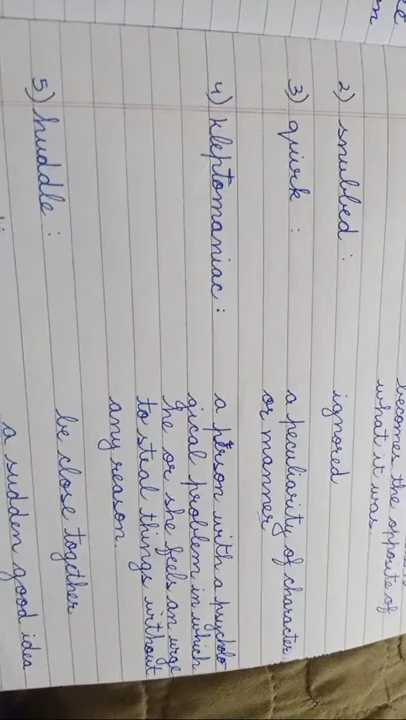 becomes the opposite of
what it was.
2) snubbed : ignored
3) quirk : a peculiarity of character
or manner
4) kleptomaniac : a person with a psycholo
gical problem in which
he or she feels an urge
to steal things without
any reason.
5) huddle : be close together
a sudden good idea